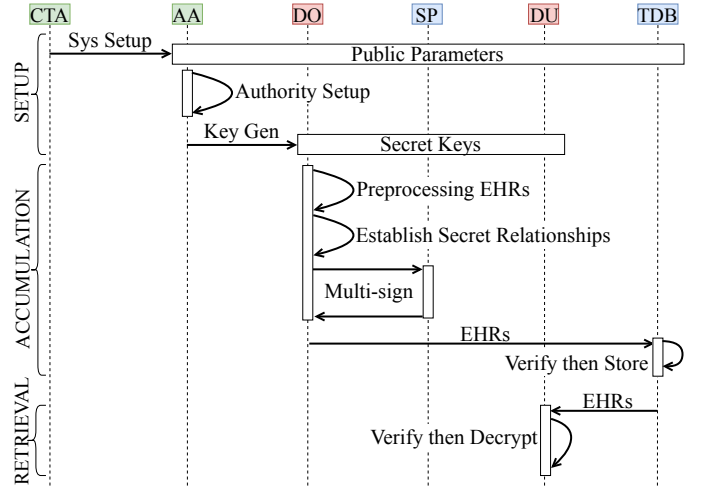 CTA AA DO SP DU TDB
SETUP
Sys Setup
Public Parameters
Authority Setup
Key Gen
Secret Keys
ACCUMULATION
Preprocessing EHRs
Establish Secret Relationships
Multi-sign
EHRs
Verify then Store
RETRIEVAL
EHRs
Verify then Decrypt